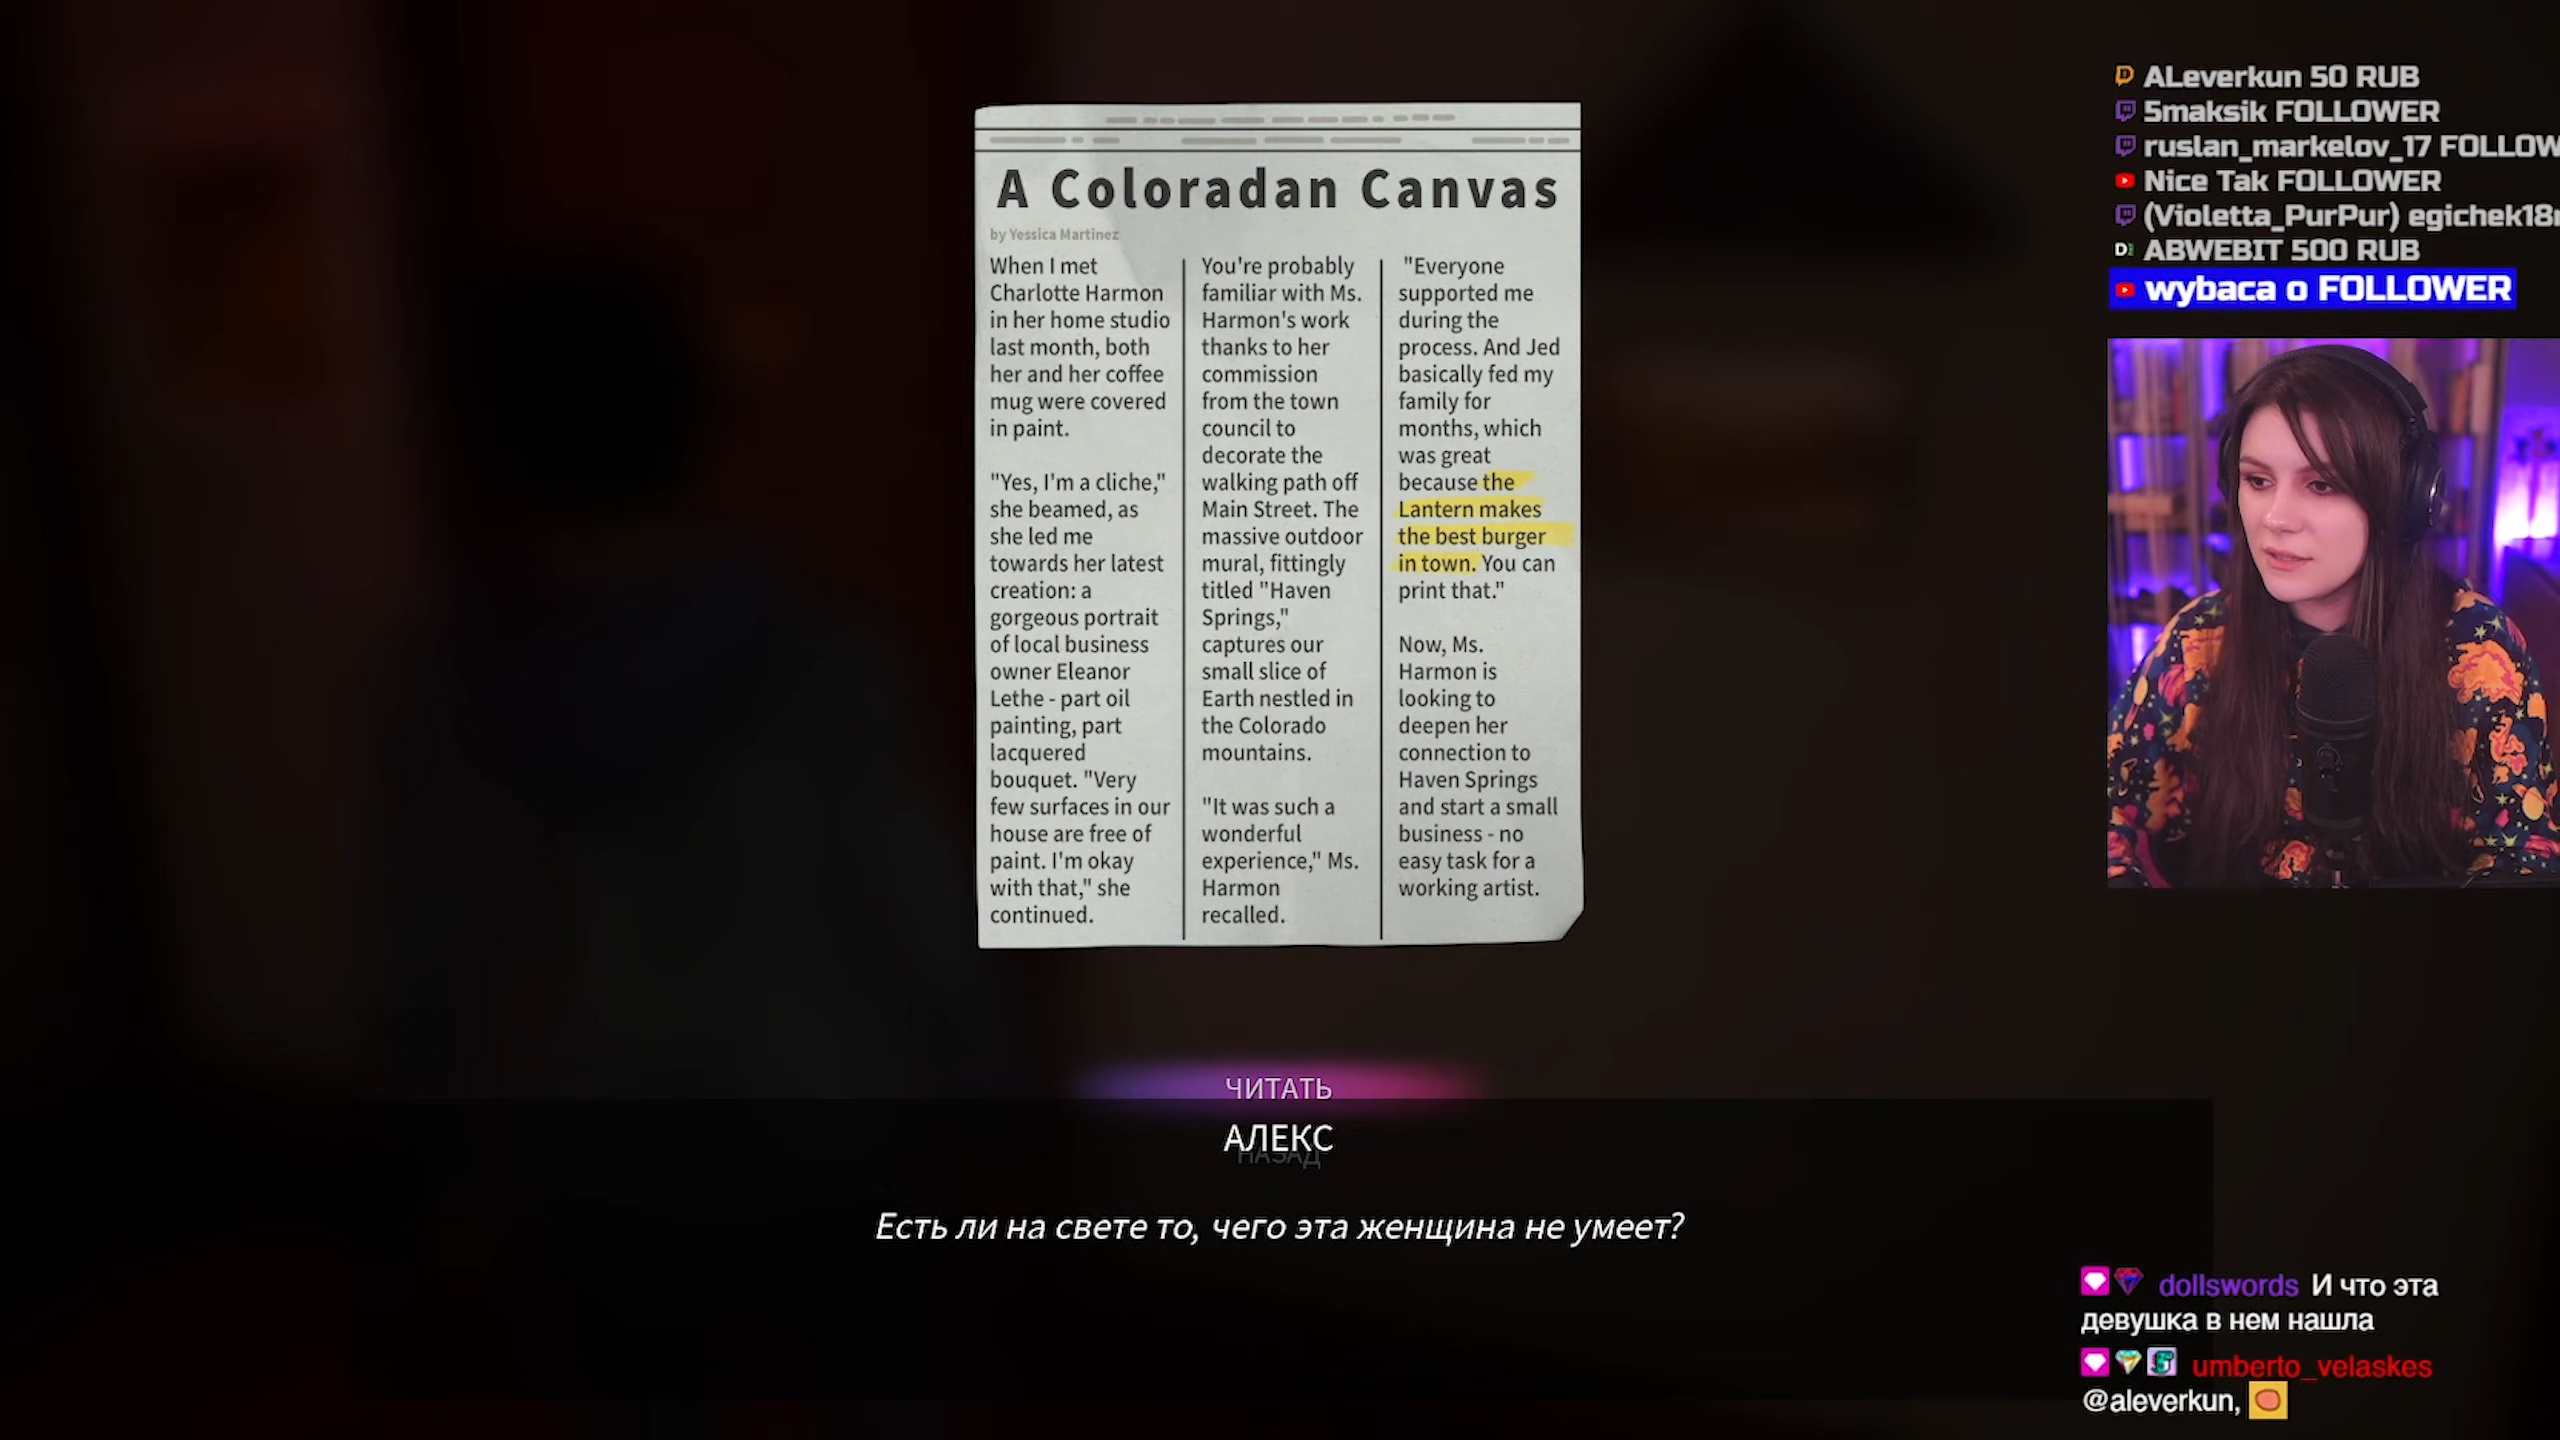 A Coloradan Canvas
by Yessica Martinez
When I met
Charlotte Harmon
in her home studio
last month, both
her and her coffee
mug were covered
in paint.
"Yes, I'm a cliche,"
she beamed, as
she led me
towards her latest
creation: a
gorgeous portrait
of local business
owner Eleanor
Lethe - part oil
painting, part
lacquered
bouquet. "Very
few surfaces in our
house are free of
paint. I'm okay
with that," she
continued.
You're probably
familiar with Ms.
Harmon's work
thanks to her
commission
from the town
council to
decorate the
walking path off
Main Street. The
massive outdoor
mural, fittingly
titled "Haven
Springs,"
captures our
small slice of
Earth nestled in
the Colorado
mountains.
"It was such a
wonderful
experience," Ms.
Harmon
recalled.
"Everyone
supported me
during the
process. And Jed
basically fed my
family for
months, which
was great
because the
Lantern makes
the best burger
in town. You can
print that."
Now, Ms.
Harmon is
looking to
deepen her
connection to
Haven Springs
and start a small
business - no
easy task for a
working artist.
ЧИТАТЬ
АЛЕКС
НАЗАД
Есть ли на свете то, чего эта женщина не умеет?
ALeverkun 50 RUB
5maksik FOLLOWER
ruslan_markelov_17 FOLLOW
Nice Tak FOLLOWER
(Violetta_PurPur) egichek18
ABWEBIT 500 RUB
wybaca o FOLLOWER
dollswords И что эта
девушка в нем нашла
umberto_velaskes
@aleverkun,